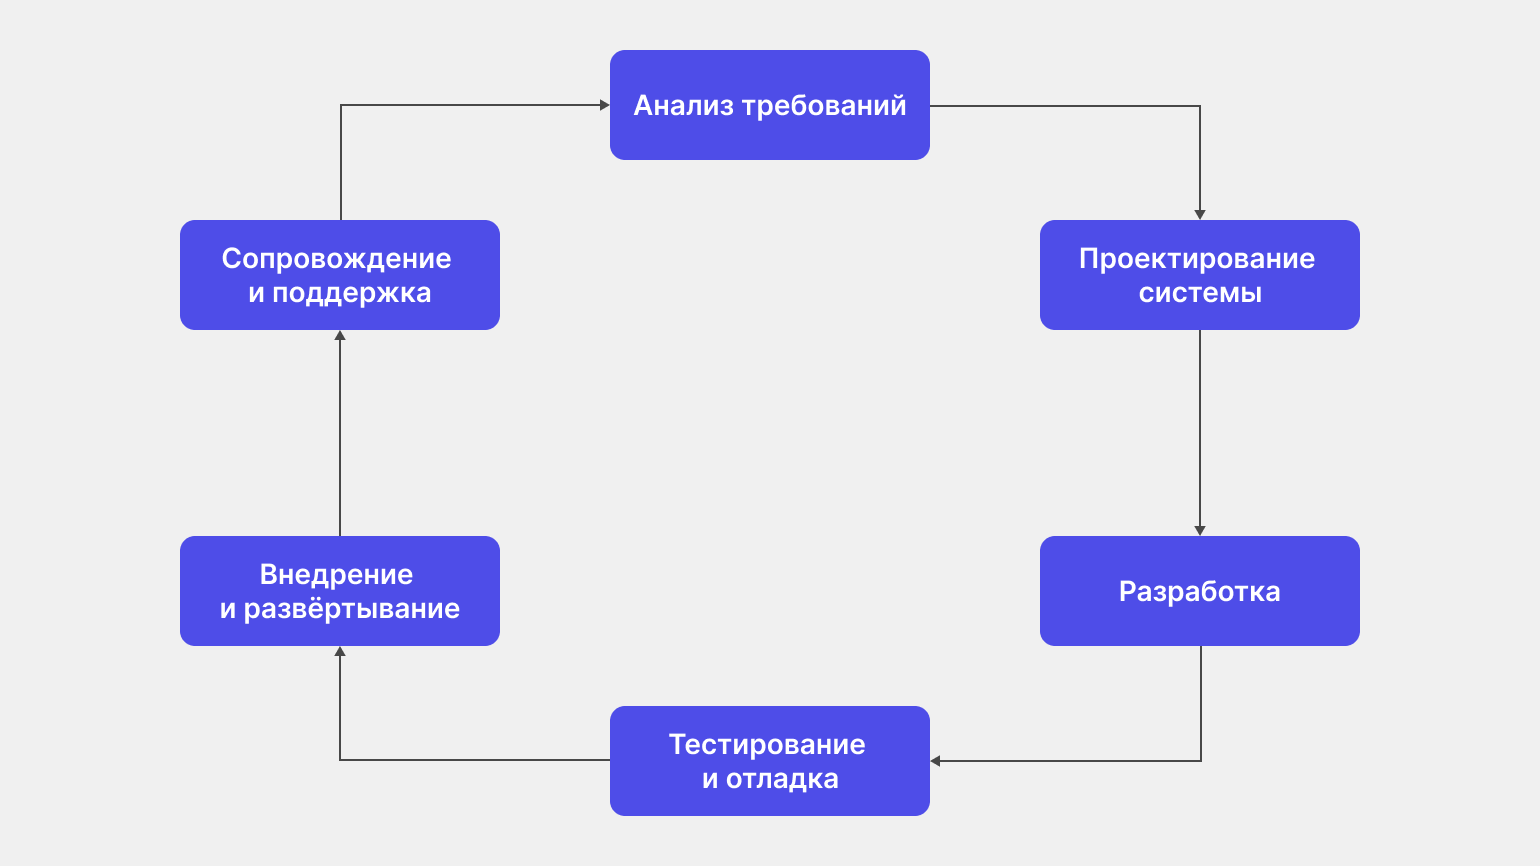 Анализ требований
Сопровождение
и поддержка
Проектирование
системы
Внедрение
и развёртывание
Разработка
Тестирование
и отладка